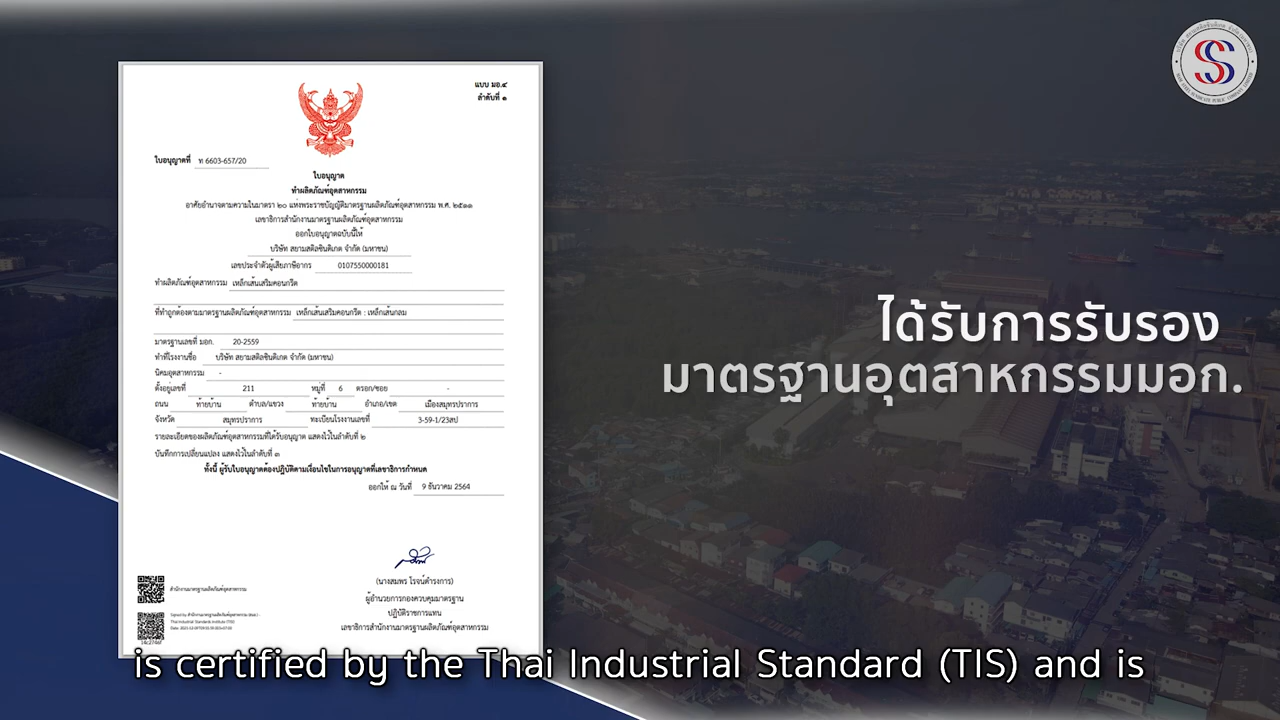 แบบ มอ.๔
ลำดับที่ ๑
ใบอนุญาตที่ ท 6603-657/20
ใบอนุญาต
ทำผลิตภัณฑ์อุตสาหกรรม
อาศัยอำนาจตามความในมาตรา ๒๐ แห่งพระราชบัญญัติมาตรฐานผลิตภัณฑ์อุตสาหกรรม พ.ศ. ๒๕๑๑
เลขาธิการสำนักงานมาตรฐานผลิตภัณฑ์อุตสาหกรรม
ออกใบอนุญาตฉบับนี้ให้
บริษัท สยามสตีลซินดิเกต จำกัด (มหาชน)
เลขประจำตัวผู้เสียภาษีอากร 0107550000181
ทำผลิตภัณฑ์อุตสาหกรรม เหล็กเส้นเสริมคอนกรีต
ที่ทำถูกต้องตามมาตรฐานผลิตภัณฑ์อุตสาหกรรม เหล็กเส้นเสริมคอนกรีต : เหล็กเส้นกลม
มาตรฐานเลขที่ มอก. 20-2559
ทำที่โรงงานชื่อ บริษัท สยามสตีลซินดิเกต จำกัด (มหาชน)
นิคมอุตสาหกรรม -
ตั้งอยู่เลขที่ 211 หมู่ที่ 6 ตรอก/ซอย -
ถนน ท้ายบ้าน ตำบล/แขวง ท้ายบ้าน อำเภอ/เขต เมืองสมุทรปราการ
จังหวัด สมุทรปราการ ทะเบียนโรงงานเลขที่ 3-59-1/23สป
รายละเอียดของผลิตภัณฑ์อุตสาหกรรมที่ได้รับอนุญาต แสดงไว้ในลำดับที่ ๒
บันทึกการเปลี่ยนแปลง แสดงไว้ในลำดับที่ ๓
ทั้งนี้ ผู้รับใบอนุญาตต้องปฏิบัติตามเงื่อนไขในการอนุญาตที่เลขาธิการกำหนด
ออกให้ ณ วันที่ 9 ธันวาคม 2564
(นางสมพร โรจน์ดำรงการ)
ผู้อำนวยการกองควบคุมมาตรฐาน
ปฏิบัติราชการแทน
เลขาธิการสำนักงานมาตรฐานผลิตภัณฑ์อุตสาหกรรม
สำนักงานมาตรฐานผลิตภัณฑ์อุตสาหกรรม
ได้รับการรับรอง
มาตรฐานอุตสาหกรรมมอก.
is certified by the Thai Industrial Standard (TIS) and is